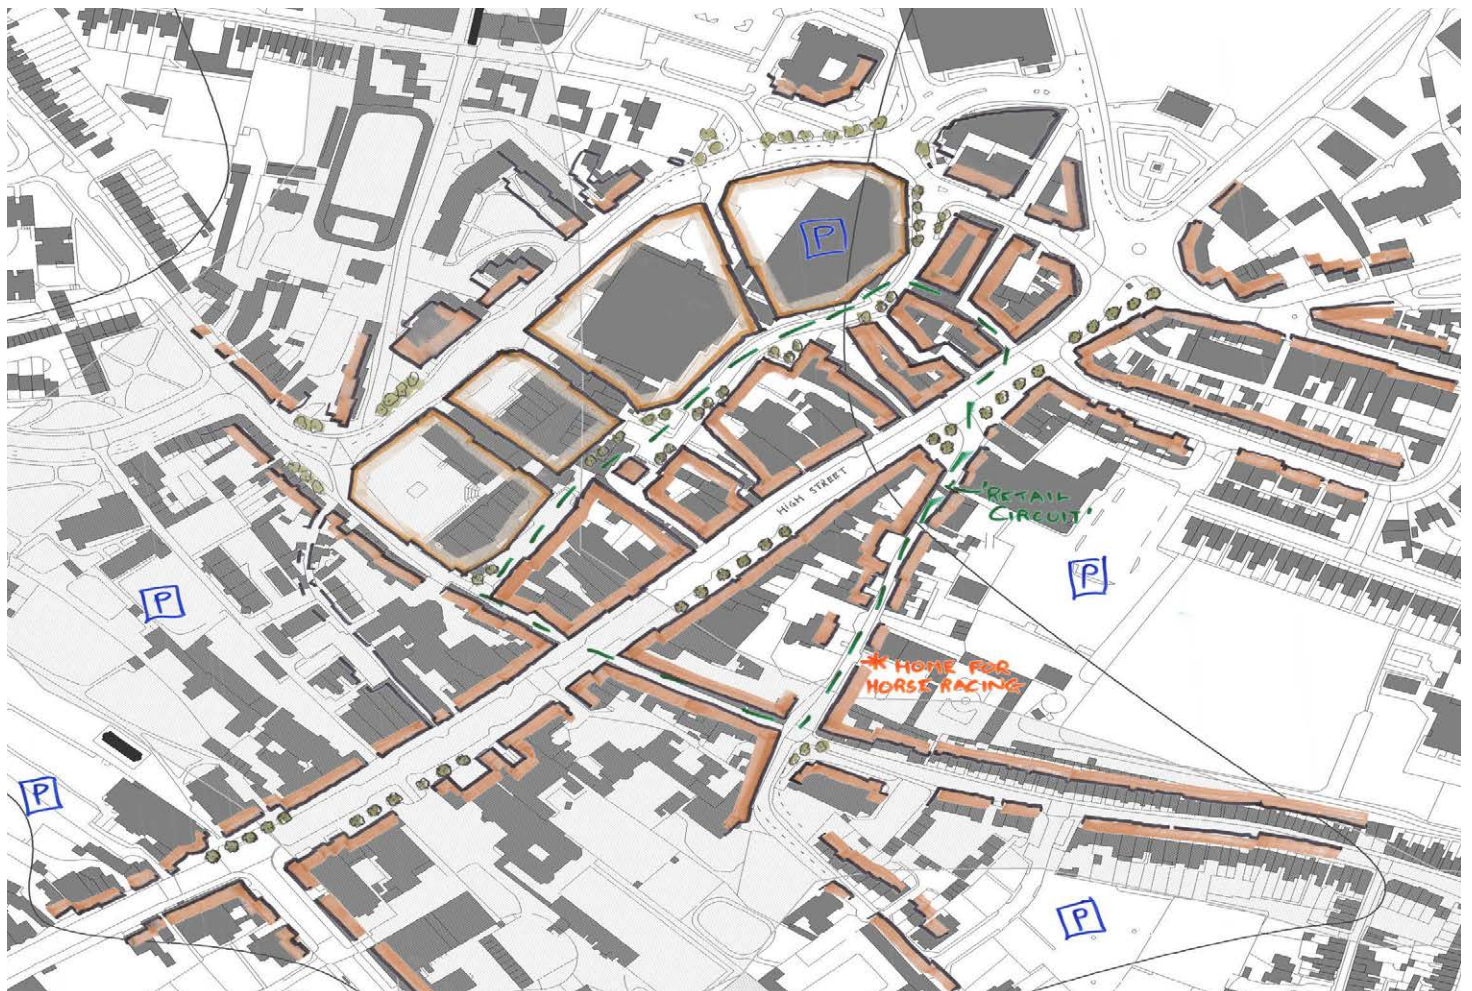 P
HIGH STREET
'RETAIL
CIRCUIT'
P
P
* HOME FOR
HORSE RACING
P
P